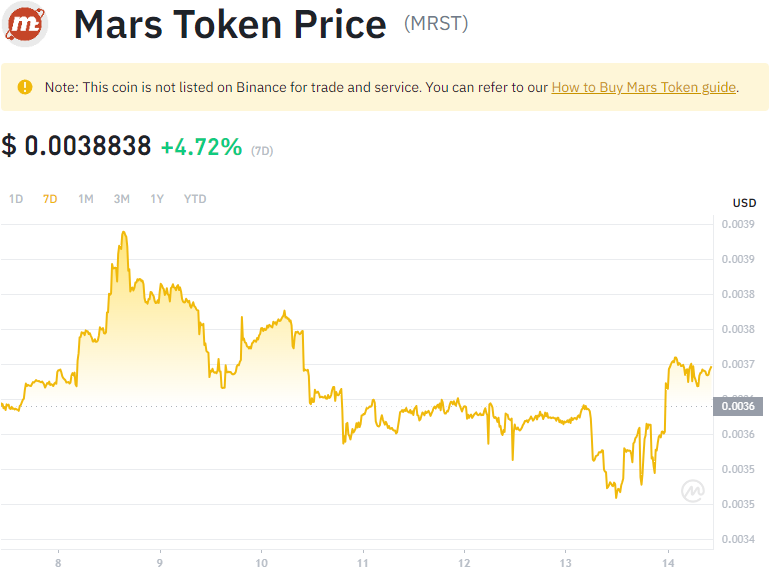 Mars Token Price (MRST)
Note: This coin is not listed on Binance for trade and service. You can refer to our How to Buy Mars Token guide.
$ 0.0038838 +4.72% (7D)
1D 7D 1M 3M 1Y YTD
USD
0.0039
0.0039
0.0038
0.0038
0.0037
0.0036
0.0036
0.0035
0.0035
0.0034
8 9 10 11 12 13 14